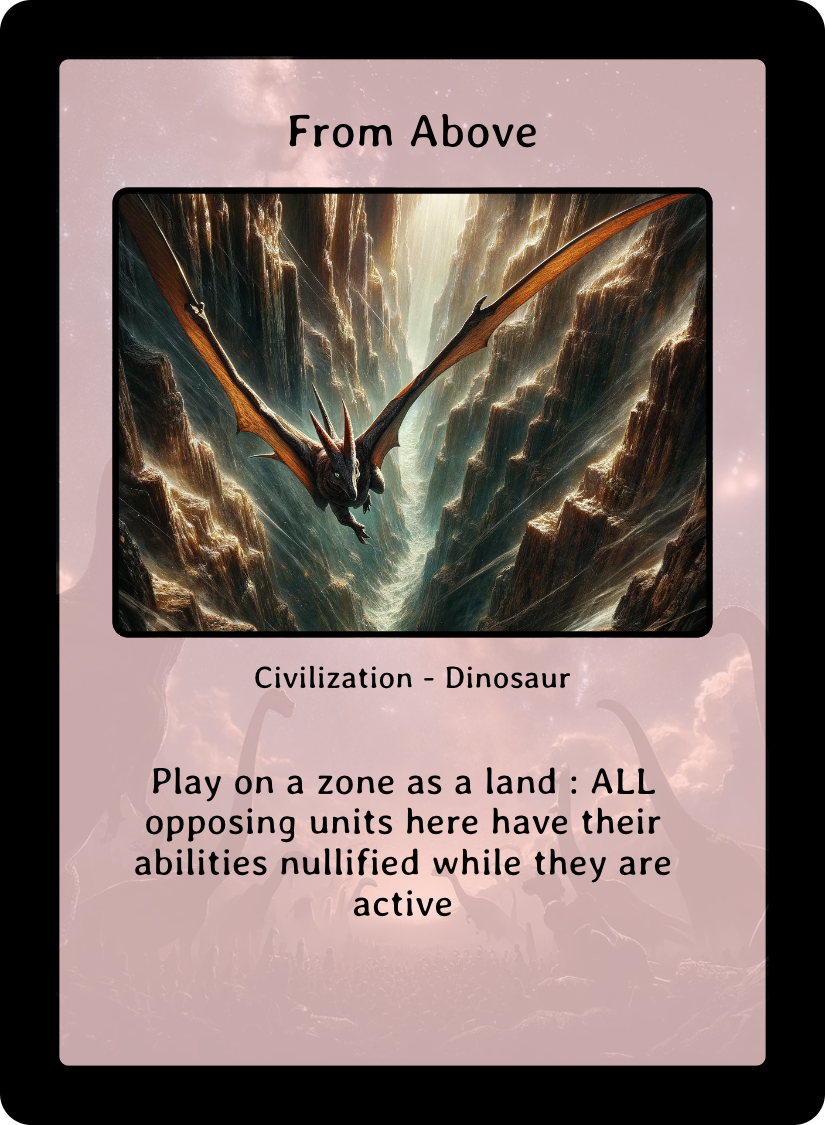 From Above
Civilization - Dinosaur
Play on a zone as a land : ALL
opposing units here have their
abilities nullified while they are
active